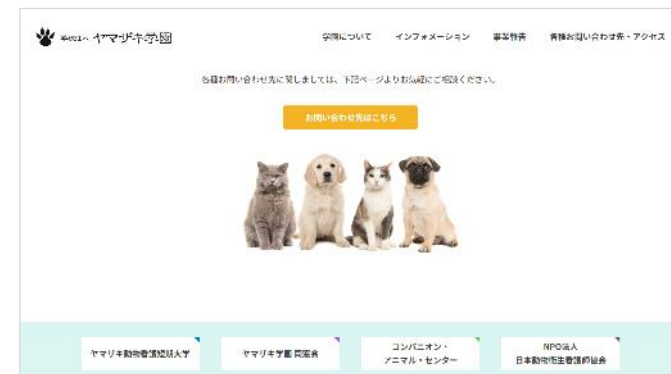 学校法人 ヤマザキ学園
学園について
インフォメーション
事業報告
各種お問い合わせ先・アクセス
各種お問い合わせ先に関しましては、下記ページよりお気軽にご相談ください。
お問い合わせ先はこちら
ヤマザキ動物看護短期大学
ヤマザキ学園 同窓会
コンパニオン・
アニマル・センター
NPO法人
日本動物衛生看護師協会